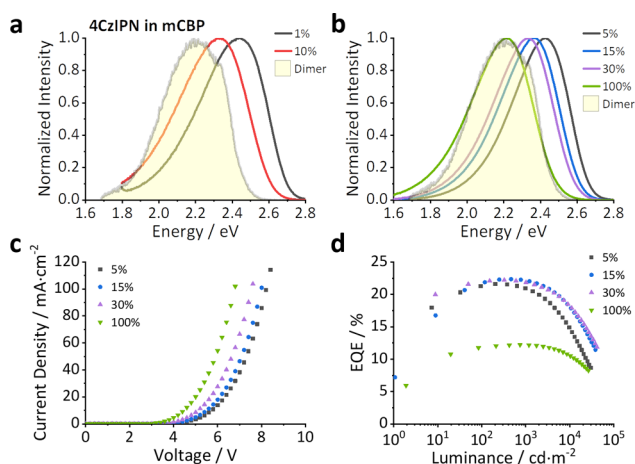 a
4CzIPN in mCBP
1%
10%
Dimer
Normalized Intensity
1.0
0.8
0.6
0.4
0.2
0.0
1.6 1.8 2.0 2.2 2.4 2.6 2.8
Energy / eV
b
5%
15%
30%
100%
Dimer
Normalized Intensity
1.0
0.8
0.6
0.4
0.2
0.0
1.6 1.8 2.0 2.2 2.4 2.6 2.8
Energy / eV
c
5%
15%
30%
100%
Current Density / mA·cm⁻²
120
100
80
60
40
20
0
0 2 4 6 8 10
Voltage / V
d
5%
15%
30%
100%
EQE / %
25
20
15
10
5
0
10⁰ 10¹ 10² 10³ 10⁴ 10⁵
Luminance / cd·m⁻²